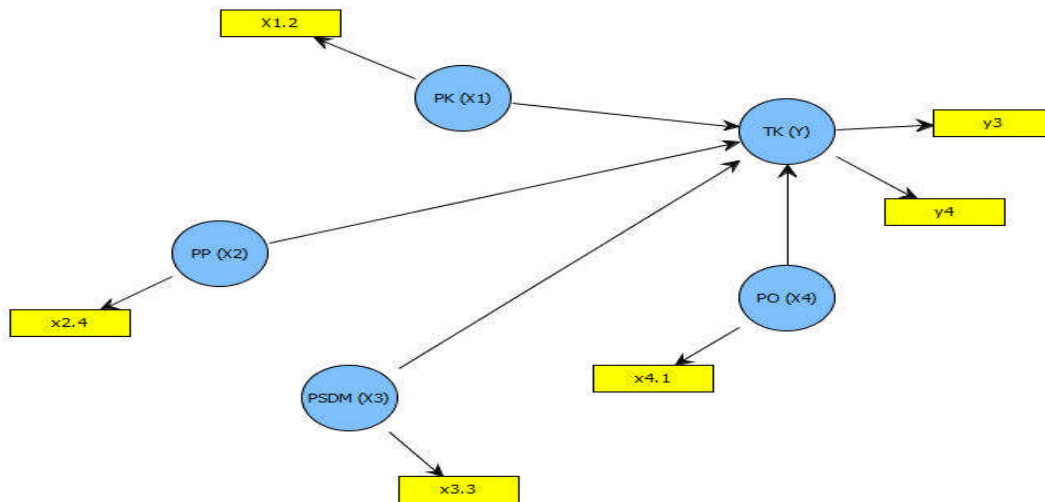 X1.2
PK (X1)
TK (Y)
y3
y4
PP (X2)
x2.4
PO (X4)
x4.1
PSDM (X3)
x3.3